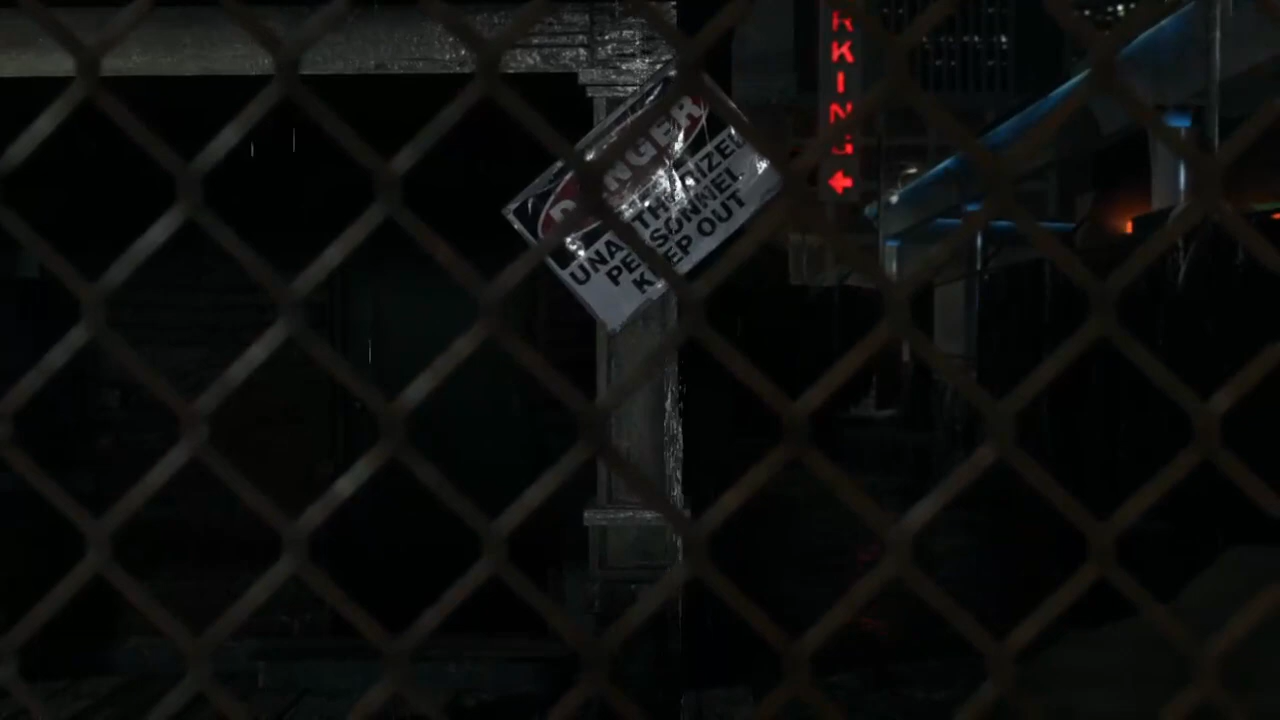 DANGER
UNAUTHORIZED
PERSONNEL
KEEP OUT
RKING